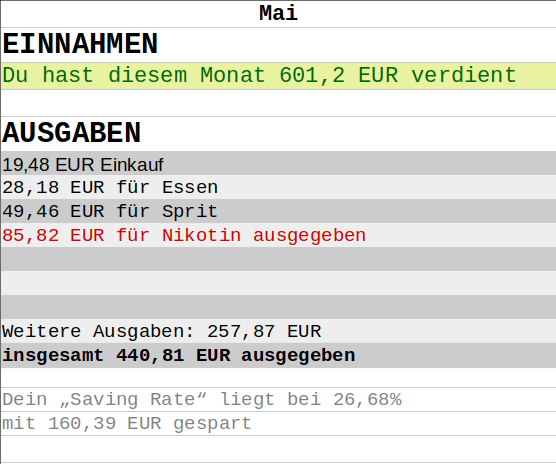 Mai
EINNAHMEN
Du hast diesem Monat 601,2 EUR verdient
AUSGABEN
19,48 EUR Einkauf
28,18 EUR für Essen
49,46 EUR für Sprit
85,82 EUR für Nikotin ausgegeben
Weitere Ausgaben: 257,87 EUR
insgesamt 440,81 EUR ausgegeben
Dein „Saving Rate“ liegt bei 26,68%
mit 160,39 EUR gespart